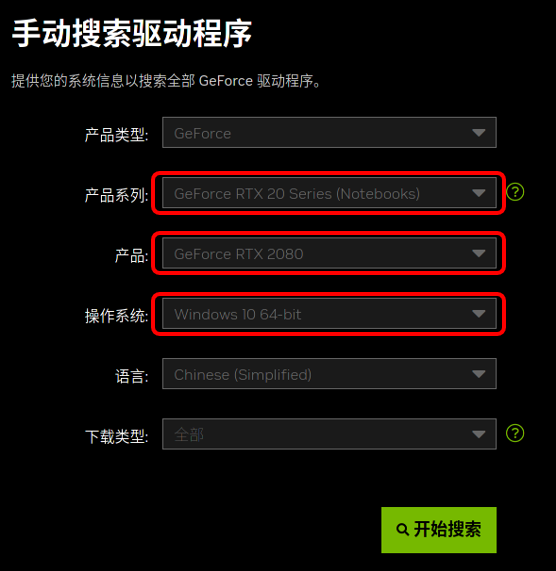 手动搜索驱动程序
提供您的系统信息以搜索全部 GeForce 驱动程序。
产品类型: GeForce
产品系列: GeForce RTX 20 Series (Notebooks) ?
产品: GeForce RTX 2080
操作系统: Windows 10 64-bit
语言: Chinese (Simplified)
下载类型: 全部 ?
开始搜索